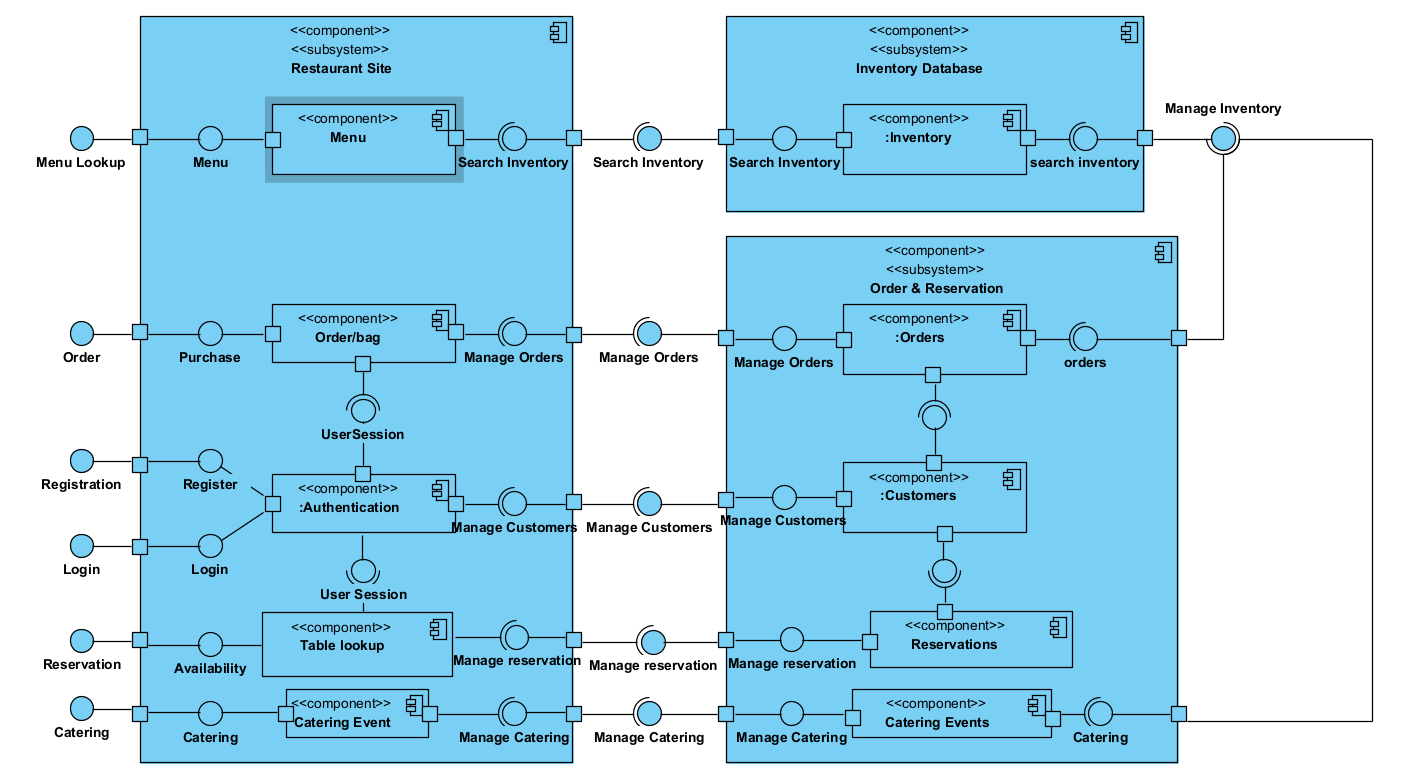 <<component>>
<<subsystem>>
Restaurant Site
<<component>>
<<subsystem>>
Inventory Database
<<component>>
Menu
<<component>>
:Inventory
Manage Inventory
Menu Lookup
Menu
Search Inventory
Search Inventory
Search Inventory
search inventory
<<component>>
<<subsystem>>
Order & Reservation
<<component>>
Order/bag
<<component>>
:Orders
Order
Purchase
Manage Orders
Manage Orders
Manage Orders
orders
UserSession
Registration
Register
<<component>>
:Authentication
<<component>>
:Customers
Manage Customers
Manage Customers
Manage Customers
Login
Login
User Session
<<component>>
Table lookup
<<component>>
Reservations
Reservation
Availability
Manage reservation
Manage reservation
Manage reservation
<<component>>
Catering Event
<<component>>
Catering Events
Catering
Catering
Manage Catering
Manage Catering
Manage Catering
Catering